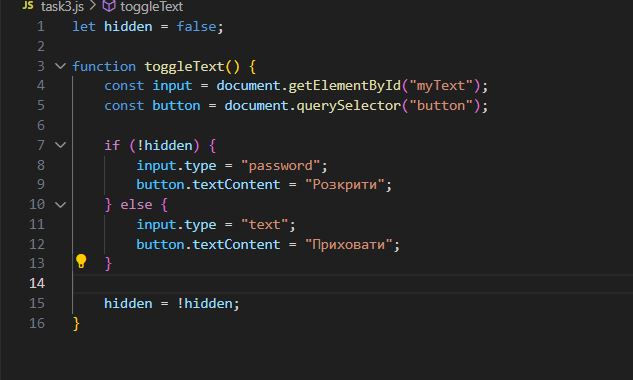 JS task3.js > toggleText
1 let hidden = false;
2
3 function toggleText() {
4 const input = document.getElementById("myText");
5 const button = document.querySelector("button");
6
7 if (!hidden) {
8 input.type = "password";
9 button.textContent = "Розкрити";
10 } else {
11 input.type = "text";
12 button.textContent = "Приховати";
13 }
14
15 hidden = !hidden;
16 }